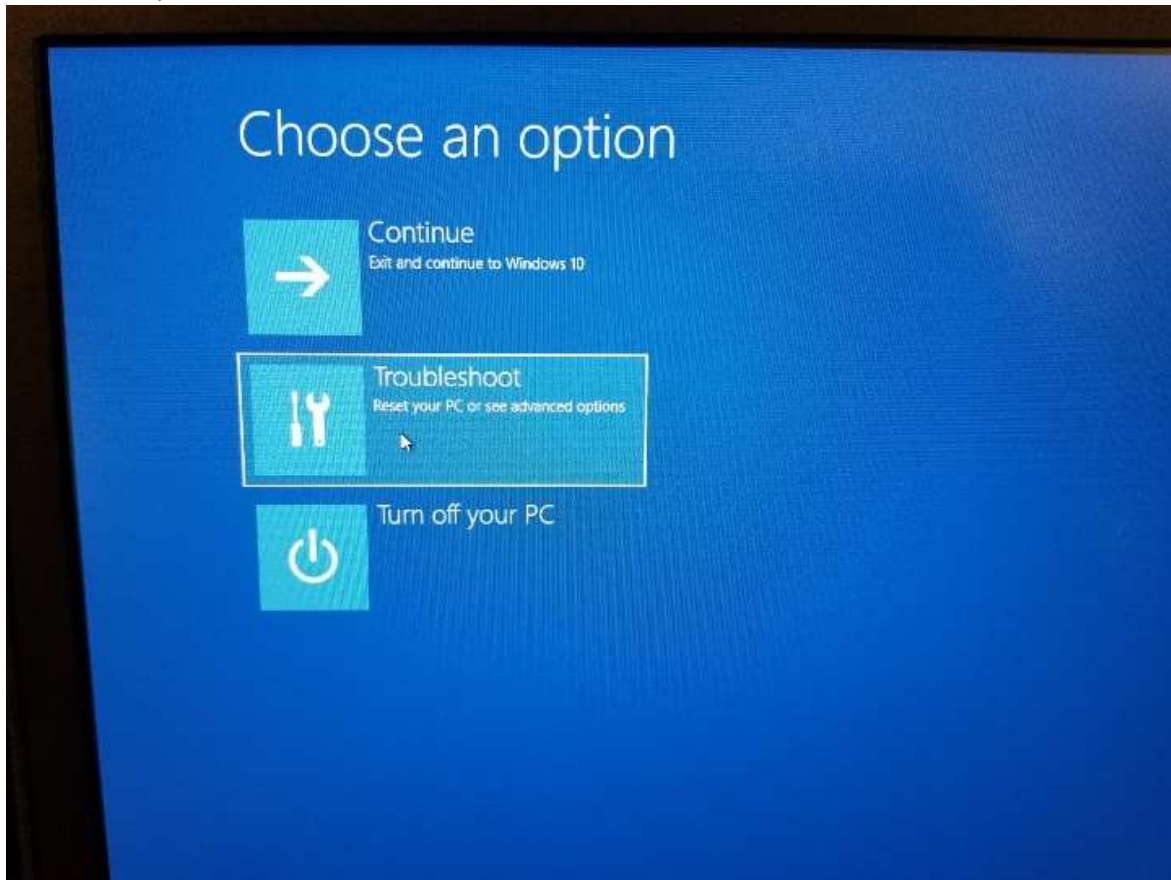 Choose an option
Continue
Exit and continue to Windows 10
Troubleshoot
Reset your PC or see advanced options
Turn off your PC